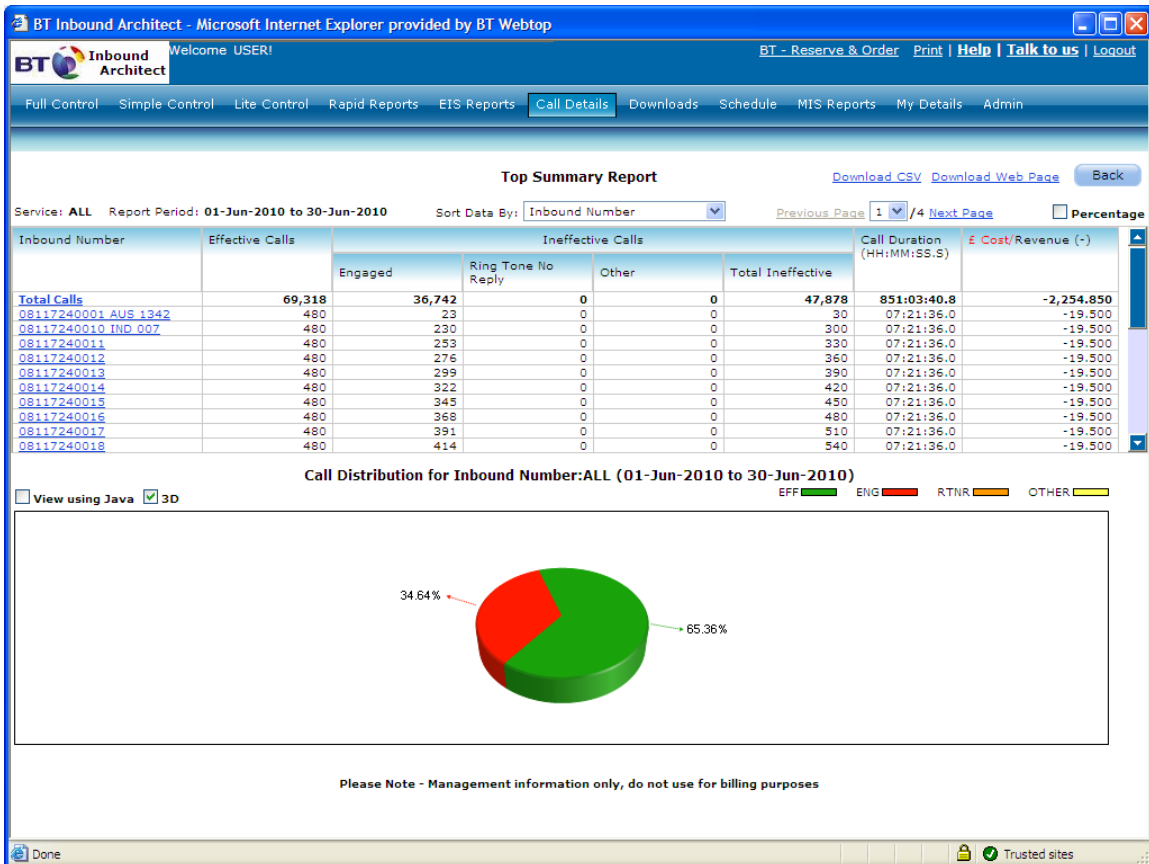 BT Inbound Architect - Microsoft Internet Explorer provided by BT Webtop
BT Inbound Architect
Welcome USER!
BT - Reserve & Order Print | Help | Talk to us | Logout
Full Control Simple Control Lite Control Rapid Reports EIS Reports Call Details Downloads Schedule MIS Reports My Details Admin
Top Summary Report
Download CSV Download Web Page Back
Service: ALL Report Period: 01-Jun-2010 to 30-Jun-2010 Sort Data By: Inbound Number Previous Page 1 /4 Next Page Percentage
Inbound Number Effective Calls Ineffective Calls Call Duration (HH:MM:SS.S) £ Cost/Revenue (-)
Engaged Ring Tone No Reply Other Total Ineffective
Total Calls 69,318 36,742 0 0 47,878 851:03:40.8 -2,254.850
08117240001 AUS 1342 480 23 0 0 30 07:21:36.0 -19.500
08117240010 IND 007 480 230 0 0 300 07:21:36.0 -19.500
08117240011 480 253 0 0 330 07:21:36.0 -19.500
08117240012 480 276 0 0 360 07:21:36.0 -19.500
08117240013 480 299 0 0 390 07:21:36.0 -19.500
08117240014 480 322 0 0 420 07:21:36.0 -19.500
08117240015 480 345 0 0 450 07:21:36.0 -19.500
08117240016 480 368 0 0 480 07:21:36.0 -19.500
08117240017 480 391 0 0 510 07:21:36.0 -19.500
08117240018 480 414 0 0 540 07:21:36.0 -19.500
Call Distribution for Inbound Number:ALL (01-Jun-2010 to 30-Jun-2010)
View using Java 3D
EFF ENG RTNR OTHER
34.64%
65.36%
Please Note - Management information only, do not use for billing purposes
Done Trusted sites